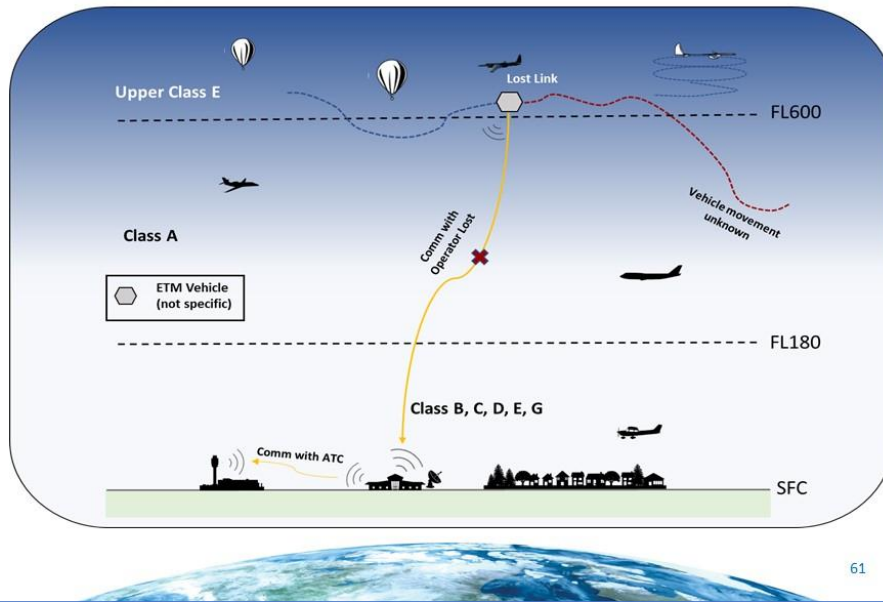 Lost Link
Upper Class E
FL600
Vehicle movement
unknown
Comm with
Operator Lost
Class A
ETM Vehicle
(not specific)
FL180
Class B, C, D, E, G
Comm with ATC
SFC
61